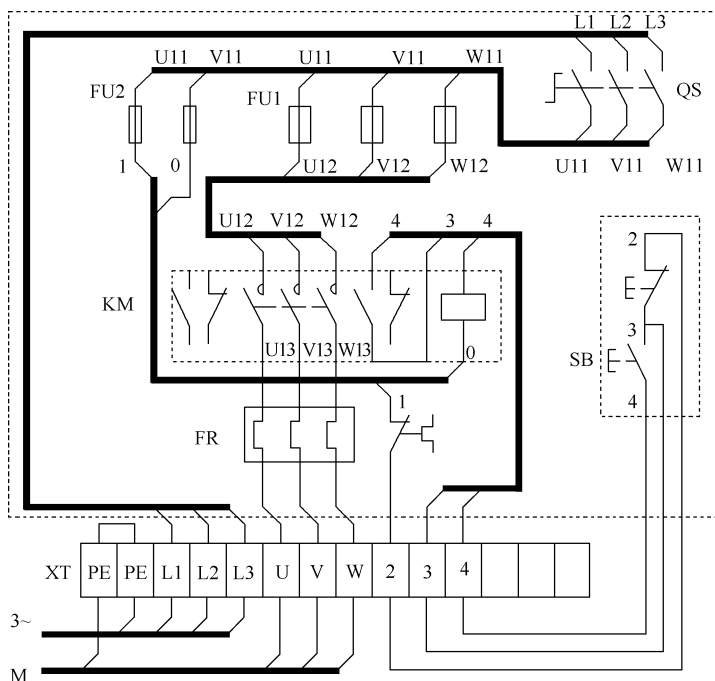 L1 L2 L3
U11 V11 U11 V11 W11
FU2 FU1 QS
1 0 U12 V12 W12 U11 V11 W11
U12 V12 W12 4 3 4
2
KM
3
U13 V13 W13 0
SB
1 4
FR
XT PE PE L1 L2 L3 U V W 2 3 4
3~
M